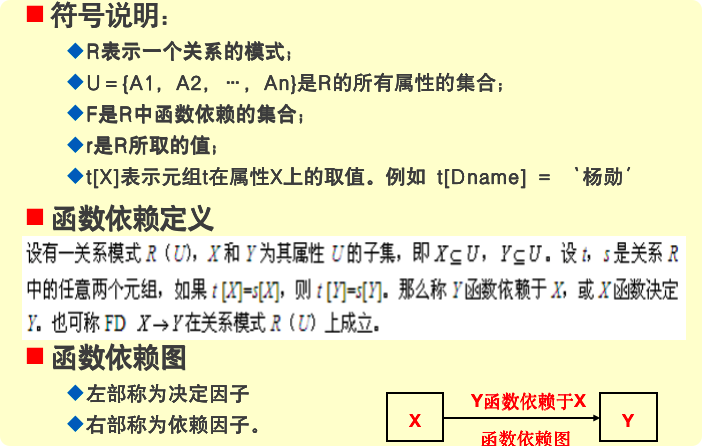 符号说明：
R表示一个关系的模式；
U＝{A1，A2，…，An}是R的所有属性的集合；
F是R中函数依赖的集合；
r是R所取的值；
t[X]表示元组t在属性X上的取值。例如 t[Dname] ＝ ‵杨勋′
函数依赖定义
设有一关系模式 R（U），X 和 Y 为其属性 U 的子集，即 X⊆U，Y⊆U。设 t，s 是关系 R
中的任意两个元组，如果 t [X]=s[X]，则 t [Y]=s[Y]。那么称 Y 函数依赖于 X，或 X 函数决定
Y。也可称 FD X→Y 在关系模式 R（U）上成立。
函数依赖图
左部称为决定因子
右部称为依赖因子。
Y函数依赖于X
X
Y
函数依赖图